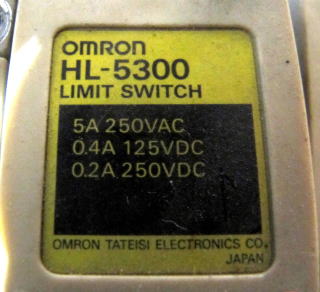 OMRON
HL-5300
LIMIT SWITCH
5A 250VAC
0.4A 125VDC
0.2A 250VDC
OMRON TATEISI ELECTRONICS CO.
JAPAN